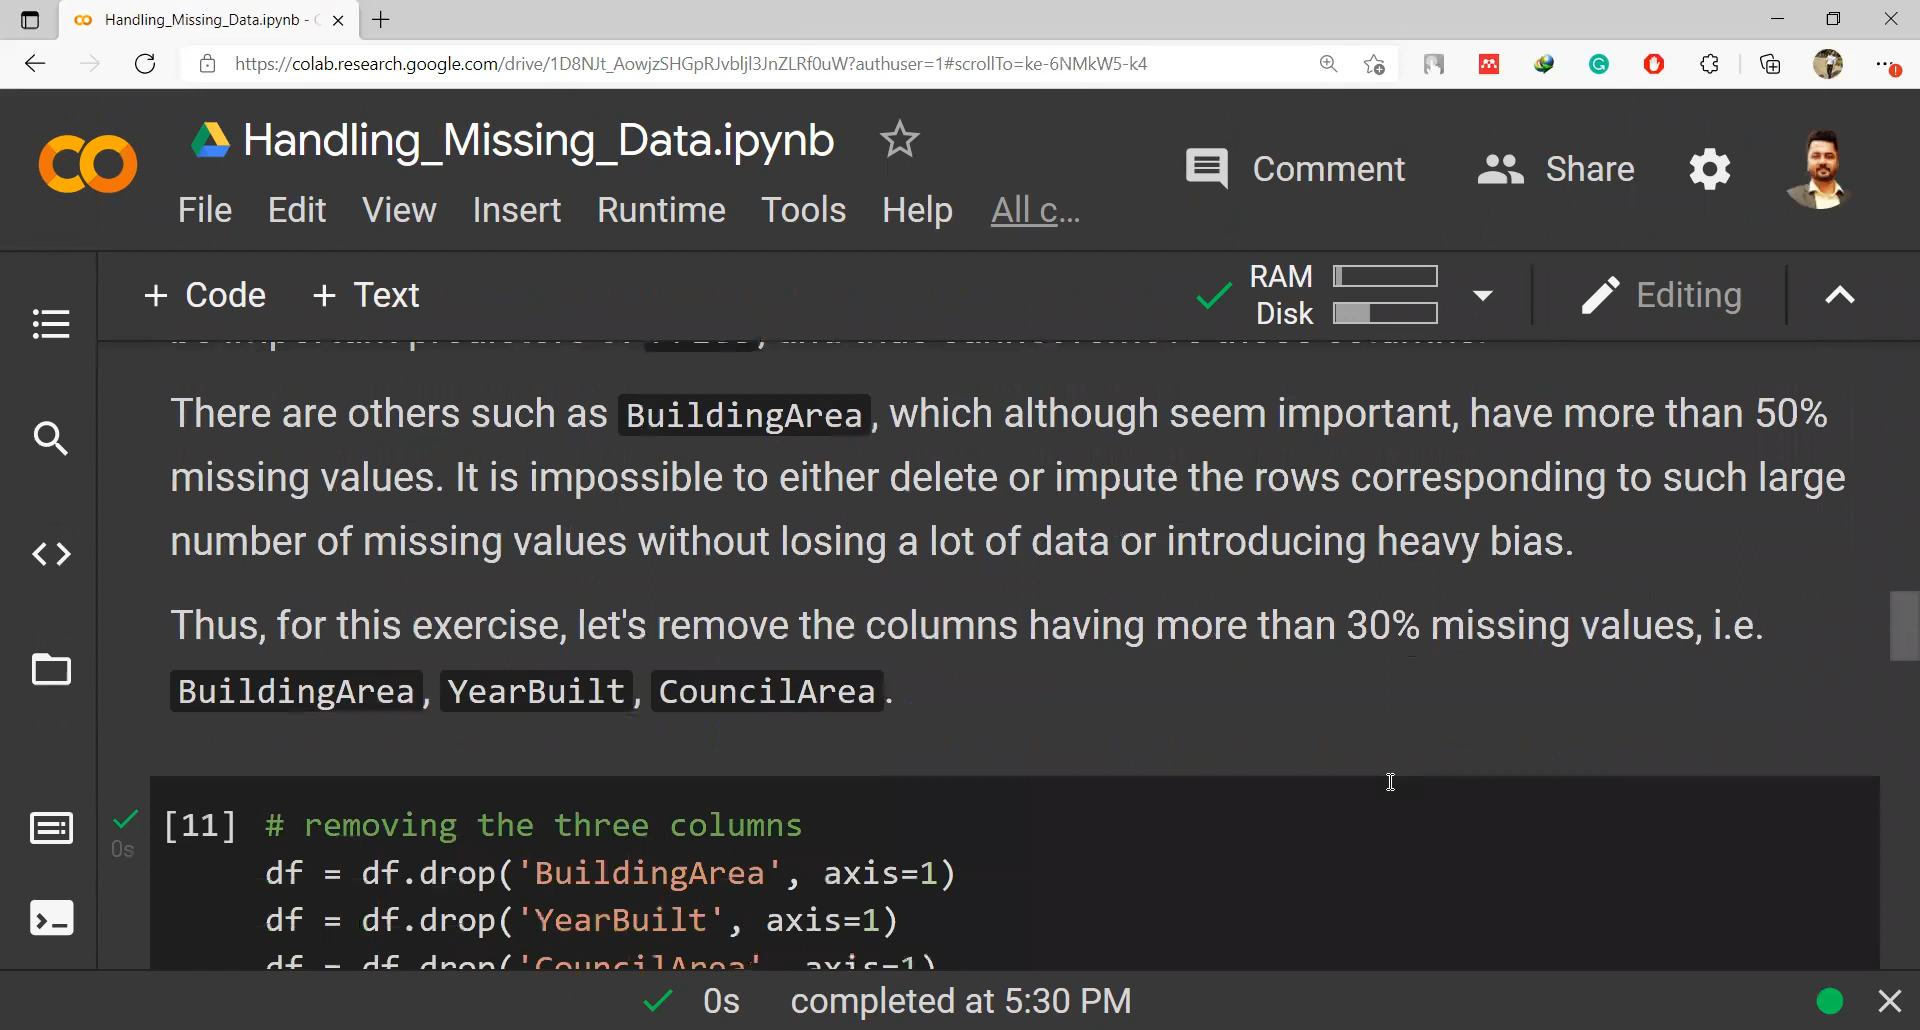 Handling_Missing_Data.ipynb - C
https://colab.research.google.com/drive/1D8NJt_AowjzSHGpRJvbljl3JnZLRf0uW?authuser=1#scrollTo=ke-6NMkW5-k4
Handling_Missing_Data.ipynb
Comment
Share
File Edit View Insert Runtime Tools Help All c...
+ Code + Text
RAM
Disk
Editing
There are others such as BuildingArea, which although seem important, have more than 50%
missing values. It is impossible to either delete or impute the rows corresponding to such large
number of missing values without losing a lot of data or introducing heavy bias.
Thus, for this exercise, let's remove the columns having more than 30% missing values, i.e.
BuildingArea, YearBuilt, CouncilArea.
0s
[11] # removing the three columns
df = df.drop('BuildingArea', axis=1)
df = df.drop('YearBuilt', axis=1)
df = df.drop('CouncilArea', axis=1)
0s completed at 5:30 PM